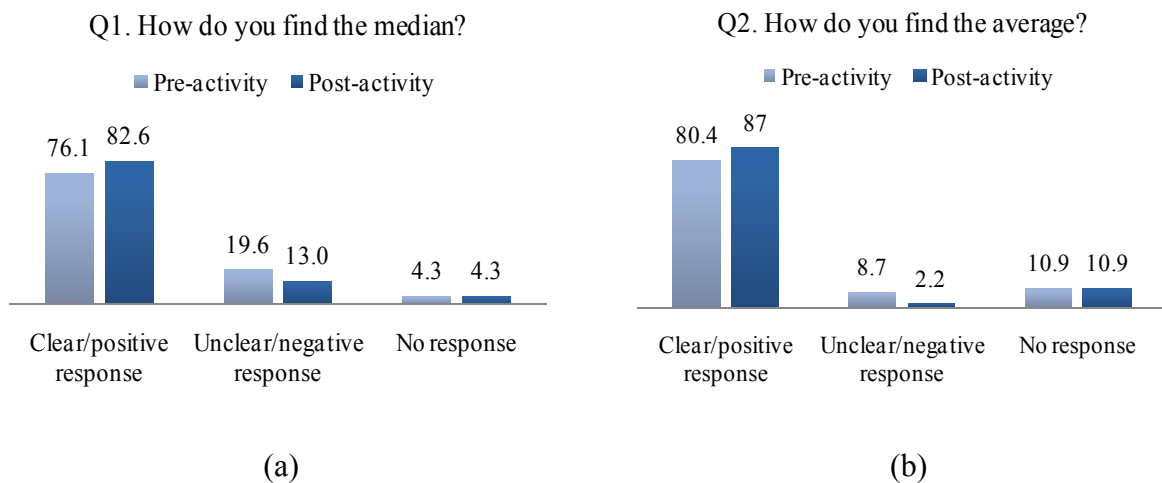 Q1. How do you find the median?
Pre-activity Post-activity
76.1 82.6
19.6 13.0
4.3 4.3
Clear/positive response
Unclear/negative response
No response
(a)
Q2. How do you find the average?
Pre-activity Post-activity
80.4 87
8.7 2.2
10.9 10.9
Clear/positive response
Unclear/negative response
No response
(b)